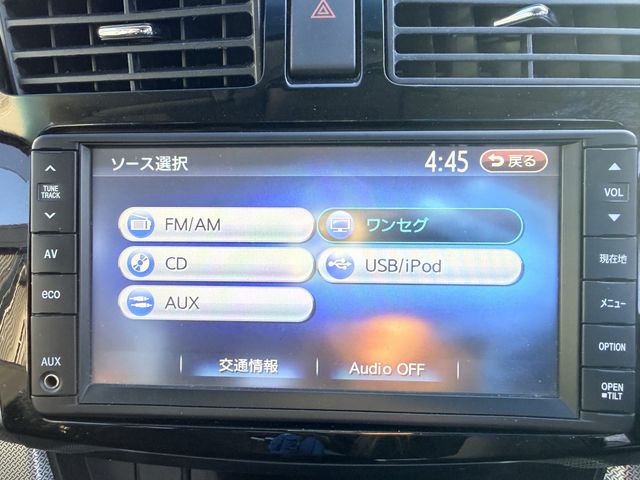 ソース選択
4:45
戻る
FM/AM
ワンセグ
CD
USB/iPod
AUX
交通情報
Audio OFF
TUNE
TRACK
AV
eco
AUX
VOL
現在地
メニュー
OPTION
OPEN
TILT